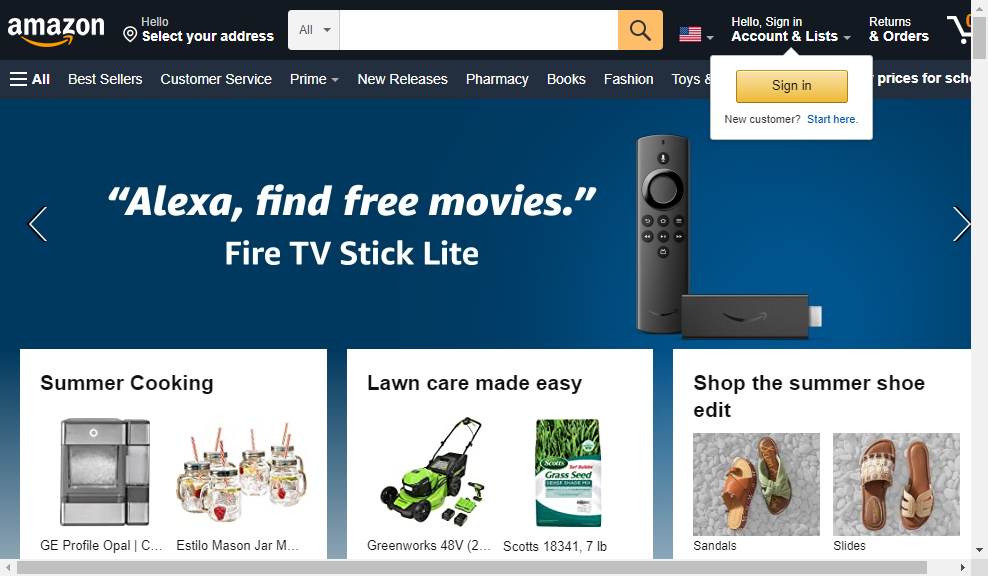 amazon
Hello
Select your address
All
Hello, Sign in
Account & Lists
Returns
& Orders
0
All
Best Sellers
Customer Service
Prime
New Releases
Pharmacy
Books
Fashion
Toys &
prices for scho
Sign in
New customer? Start here.
“Alexa, find free movies.”
Fire TV Stick Lite
Summer Cooking
Lawn care made easy
Shop the summer shoe
edit
Scotts
Turf Builder
Grass Seed
DENSE SHADE MIX
GE Profile Opal | C...
Estilo Mason Jar M...
Greenworks 48V (2...
Scotts 18341, 7 lb
Sandals
Slides